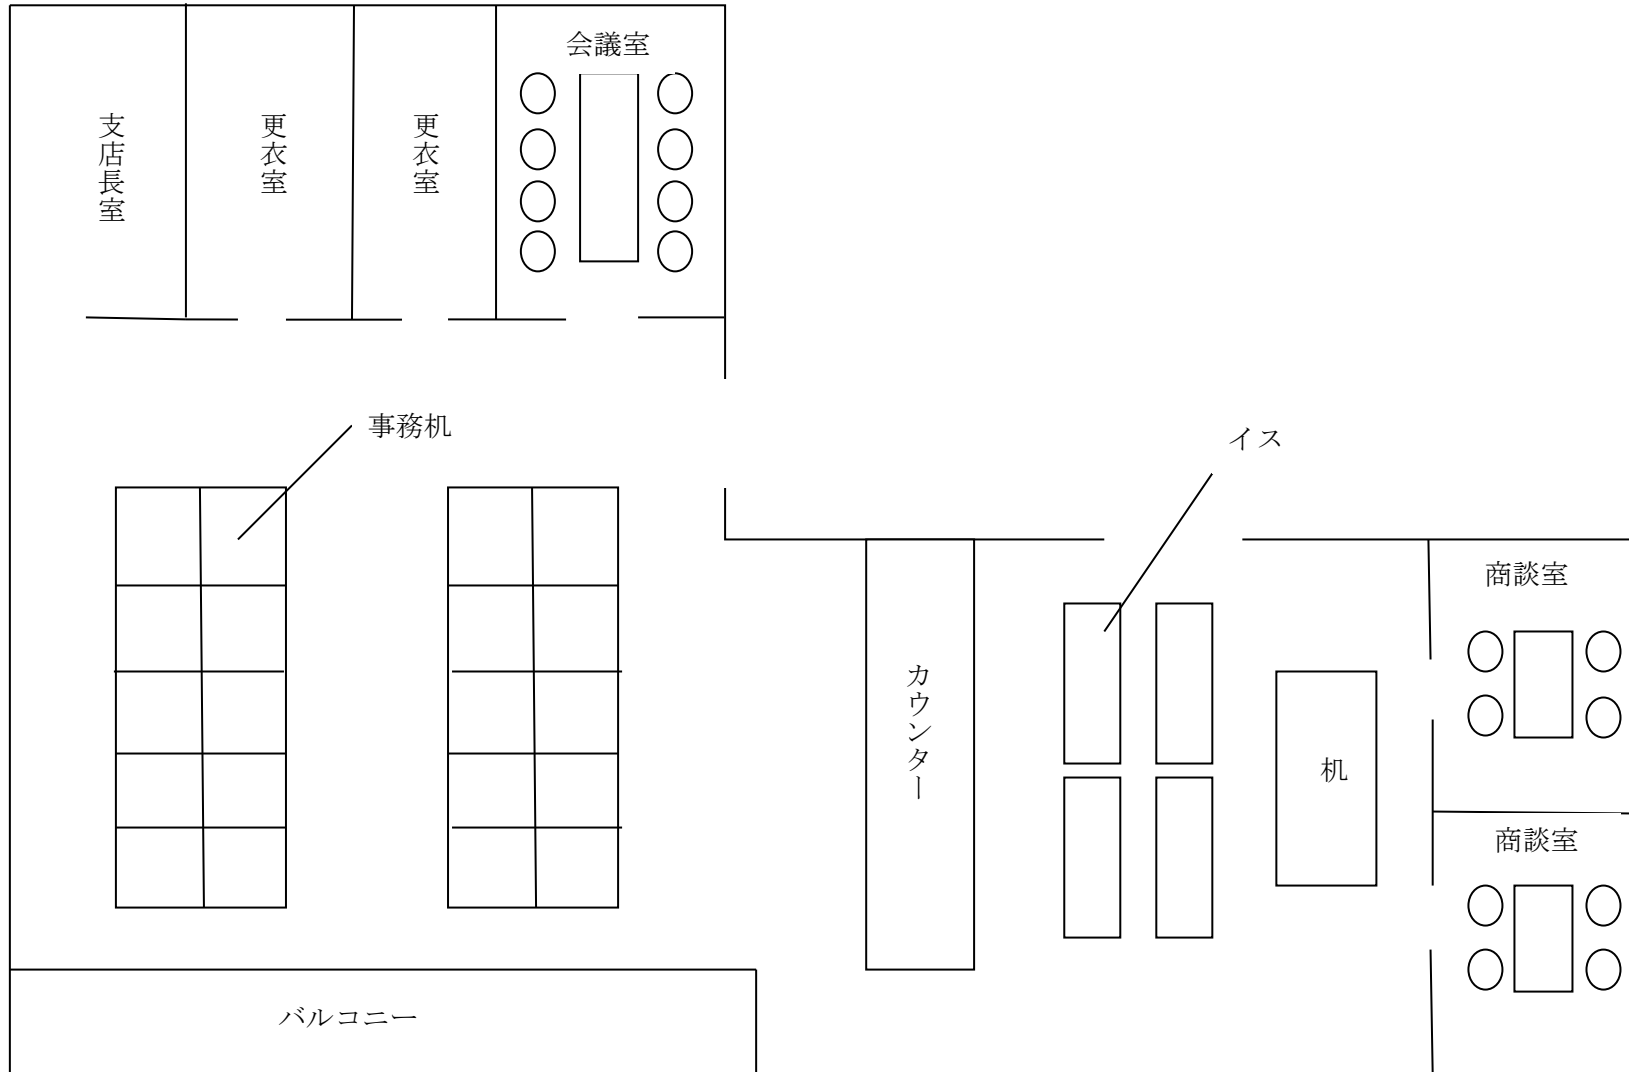 会議室
支店長室
更衣室
更衣室
事務机
イス
商談室
カウンター
机
商談室
バルコニー